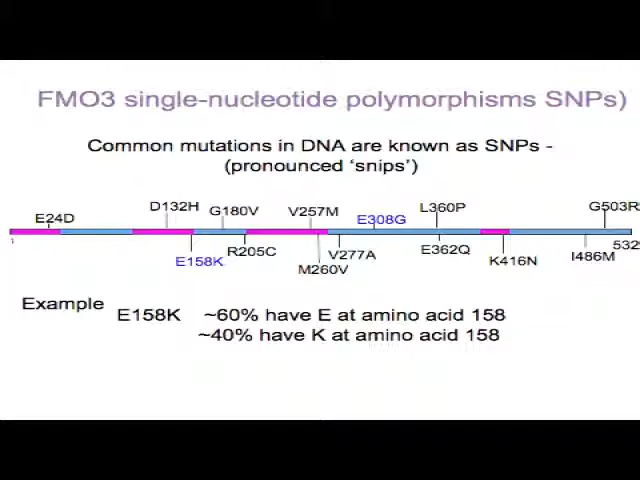 FMO3 single-nucleotide polymorphisms SNPs)
Common mutations in DNA are known as SNPs -
(pronounced ‘snips’)
E24D D132H G180V V257M E308G L360P G503R
1 532
E158K R205C M260V V277A E362Q K416N I486M
Example
E158K ~60% have E at amino acid 158
~40% have K at amino acid 158